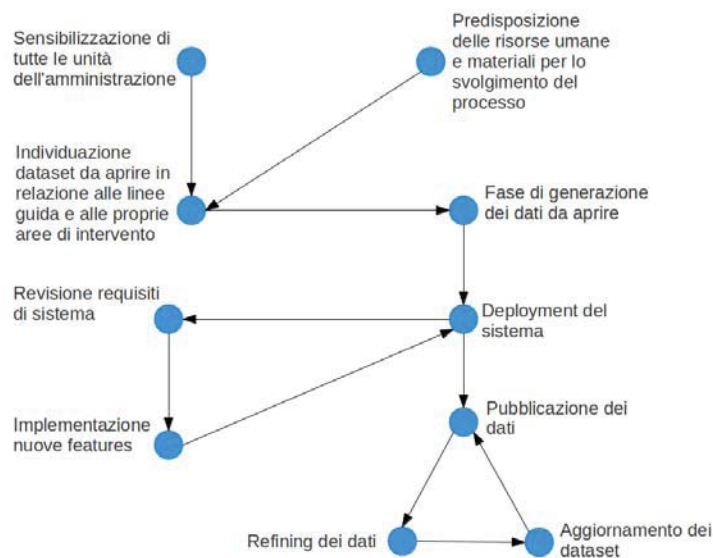 Sensibilizzazione di
tutte le unità
dell'amministrazione
Predisposizione
delle risorse umane
e materiali per lo
svolgimento del
processo
Individuazione
dataset da aprire in
relazione alle linee
guida e alle proprie
aree di intervento
Fase di generazione
dei dati da aprire
Revisione requisiti
di sistema
Deployment del
sistema
Implementazione
nuove features
Pubblicazione dei
dati
Refining dei dati
Aggiornamento dei
dataset